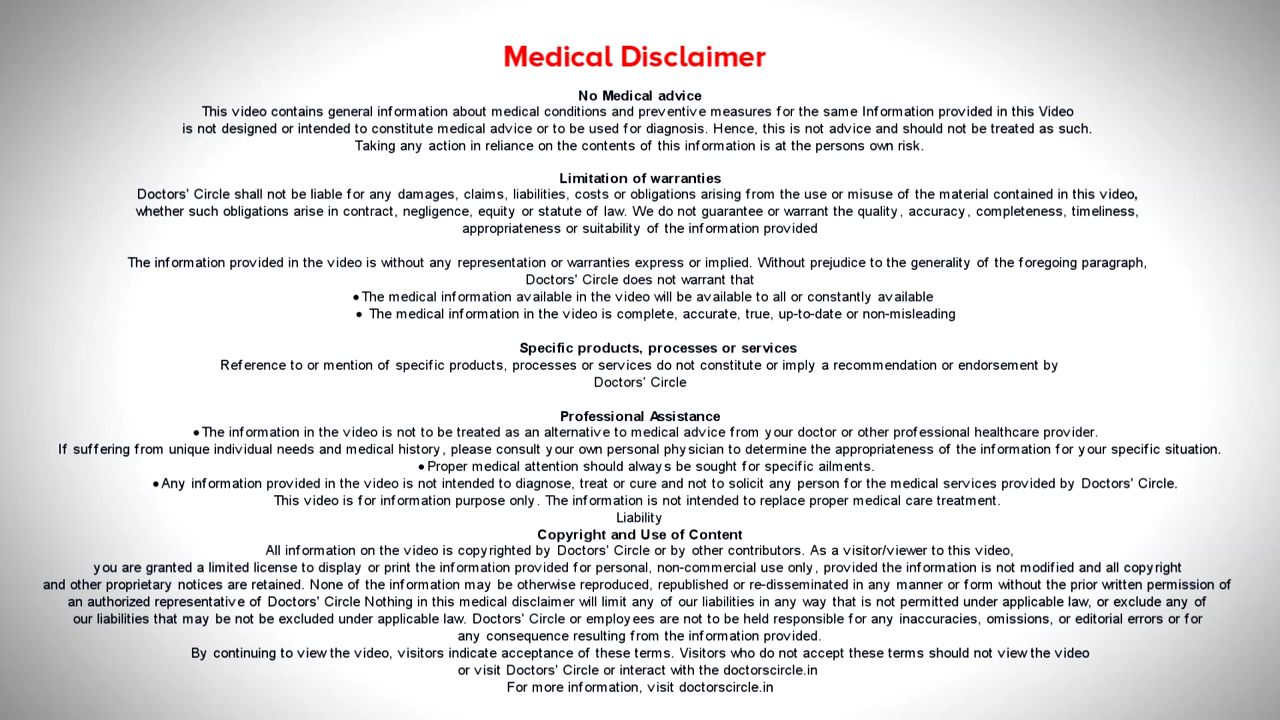 Medical Disclaimer
No Medical advice
This video contains general information about medical conditions and preventive measures for the same Information provided in this Video
is not designed or intended to constitute medical advice or to be used for diagnosis. Hence, this is not advice and should not be treated as such.
Taking any action in reliance on the contents of this information is at the persons own risk.
Limitation of warranties
Doctors' Circle shall not be liable for any damages, claims, liabilities, costs or obligations arising from the use or misuse of the material contained in this video,
whether such obligations arise in contract, negligence, equity or statute of law. We do not guarantee or warrant the quality, accuracy, completeness, timeliness,
appropriateness or suitability of the information provided
The information provided in the video is without any representation or warranties express or implied. Without prejudice to the generality of the foregoing paragraph,
Doctors' Circle does not warrant that
• The medical information available in the video will be available to all or constantly available
• The medical information in the video is complete, accurate, true, up-to-date or non-misleading
Specific products, processes or services
Reference to or mention of specific products, processes or services do not constitute or imply a recommendation or endorsement by
Doctors' Circle
Professional Assistance
• The information in the video is not to be treated as an alternative to medical advice from your doctor or other professional healthcare provider.
If suffering from unique individual needs and medical history, please consult your own personal physician to determine the appropriateness of the information for your specific situation.
• Proper medical attention should always be sought for specific ailments.
• Any information provided in the video is not intended to diagnose, treat or cure and not to solicit any person for the medical services provided by Doctors' Circle.
This video is for information purpose only. The information is not intended to replace proper medical care treatment.
Liability
Copyright and Use of Content
All information on the video is copyrighted by Doctors' Circle or by other contributors. As a visitor/viewer to this video,
you are granted a limited license to display or print the information provided for personal, non-commercial use only, provided the information is not modified and all copyright
and other proprietary notices are retained. None of the information may be otherwise reproduced, republished or re-disseminated in any manner or form without the prior written permission of
an authorized representative of Doctors' Circle Nothing in this medical disclaimer will limit any of our liabilities in any way that is not permitted under applicable law, or exclude any of
our liabilities that may be not be excluded under applicable law. Doctors' Circle or employees are not to be held responsible for any inaccuracies, omissions, or editorial errors or for
any consequence resulting from the information provided.
By continuing to view the video, visitors indicate acceptance of these terms. Visitors who do not accept these terms should not view the video
or visit Doctors' Circle or interact with the doctorscircle.in
For more information, visit doctorscircle.in